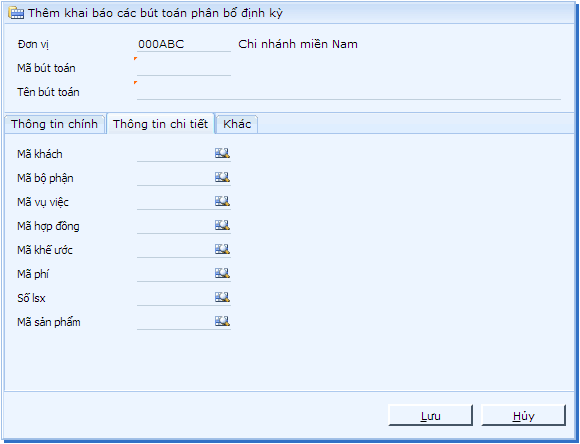 Thêm khai báo các bút toán phân bổ định kỳ
Đơn vị 000ABC Chi nhánh miền Nam
Mã bút toán
Tên bút toán
Thông tin chính Thông tin chi tiết Khác
Mã khách
Mã bộ phận
Mã vụ việc
Mã hợp đồng
Mã khế ước
Mã phí
Số lsx
Mã sản phẩm
Lưu Hủy